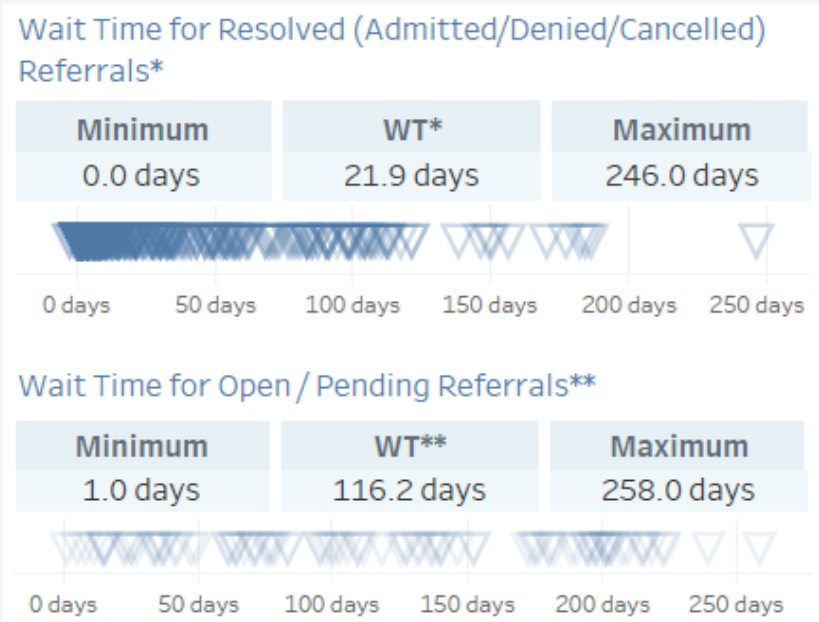 Wait Time for Resolved (Admitted/Denied/Cancelled)
Referrals*
Minimum WT* Maximum
0.0 days 21.9 days 246.0 days
0 days 50 days 100 days 150 days 200 days 250 days
Wait Time for Open / Pending Referrals**
Minimum WT** Maximum
1.0 days 116.2 days 258.0 days
0 days 50 days 100 days 150 days 200 days 250 days